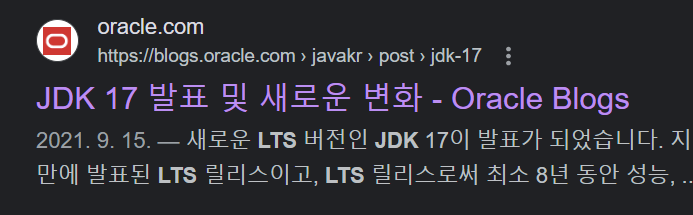 oracle.com
https://blogs.oracle.com › javakr › post › jdk-17
JDK 17 발표 및 새로운 변화 - Oracle Blogs
2021. 9. 15. — 새로운 LTS 버전인 JDK 17이 발표가 되었습니다. 지
만에 발표된 LTS 릴리스이고, LTS 릴리스로써 최소 8년 동안 성능, ..